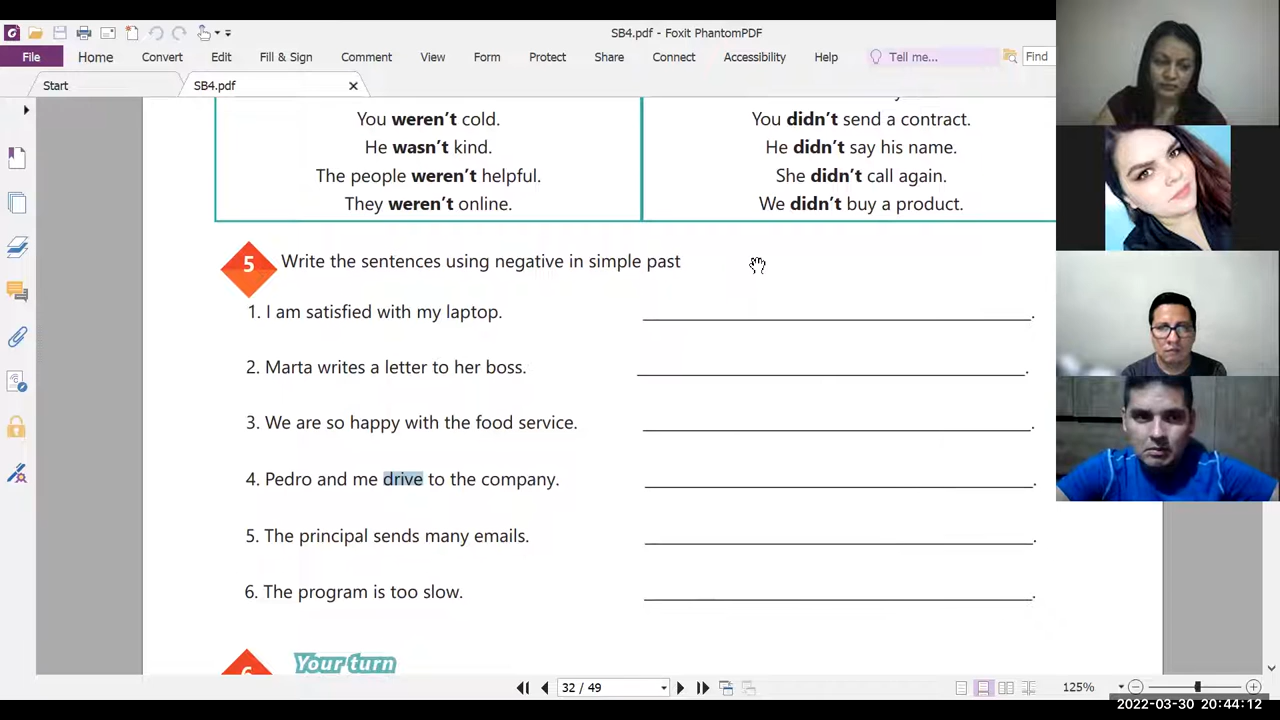 SB4.pdf - Foxit PhantomPDF
File Home Convert Edit Fill & Sign Comment View Form Protect Share Connect Accessibility Help Tell me... Find
Start SB4.pdf
You weren't cold. You didn't send a contract.
He wasn't kind. He didn't say his name.
The people weren't helpful. She didn't call again.
They weren't online. We didn't buy a product.
5 Write the sentences using negative in simple past
1. I am satisfied with my laptop. ____________________.
2. Marta writes a letter to her boss. ____________________.
3. We are so happy with the food service. ____________________.
4. Pedro and me drive to the company. ____________________.
5. The principal sends many emails. ____________________.
6. The program is too slow. ____________________.
Your turn
32 / 49 125%
2022-03-30 20:44:12